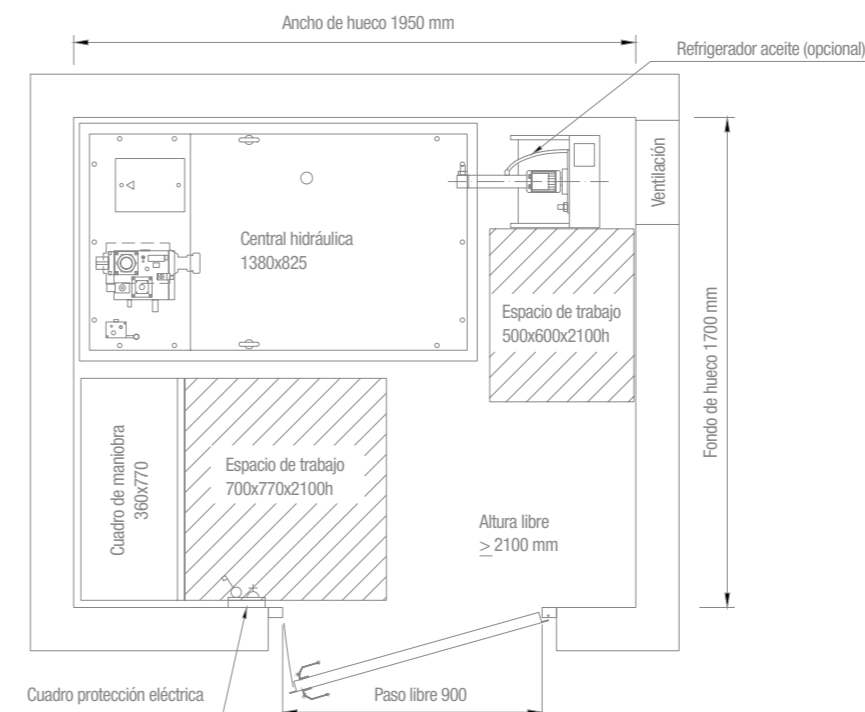 Ancho de hueco 1950 mm
Refrigerador aceite (opcional)
Ventilación
Central hidráulica
1380x825
Espacio de trabajo
500x600x2100h
Fondo de hueco 1700 mm
Cuadro de maniobra
360x770
Espacio de trabajo
700x770x2100h
Altura libre
≥ 2100 mm
Cuadro protección eléctrica
Paso libre 900